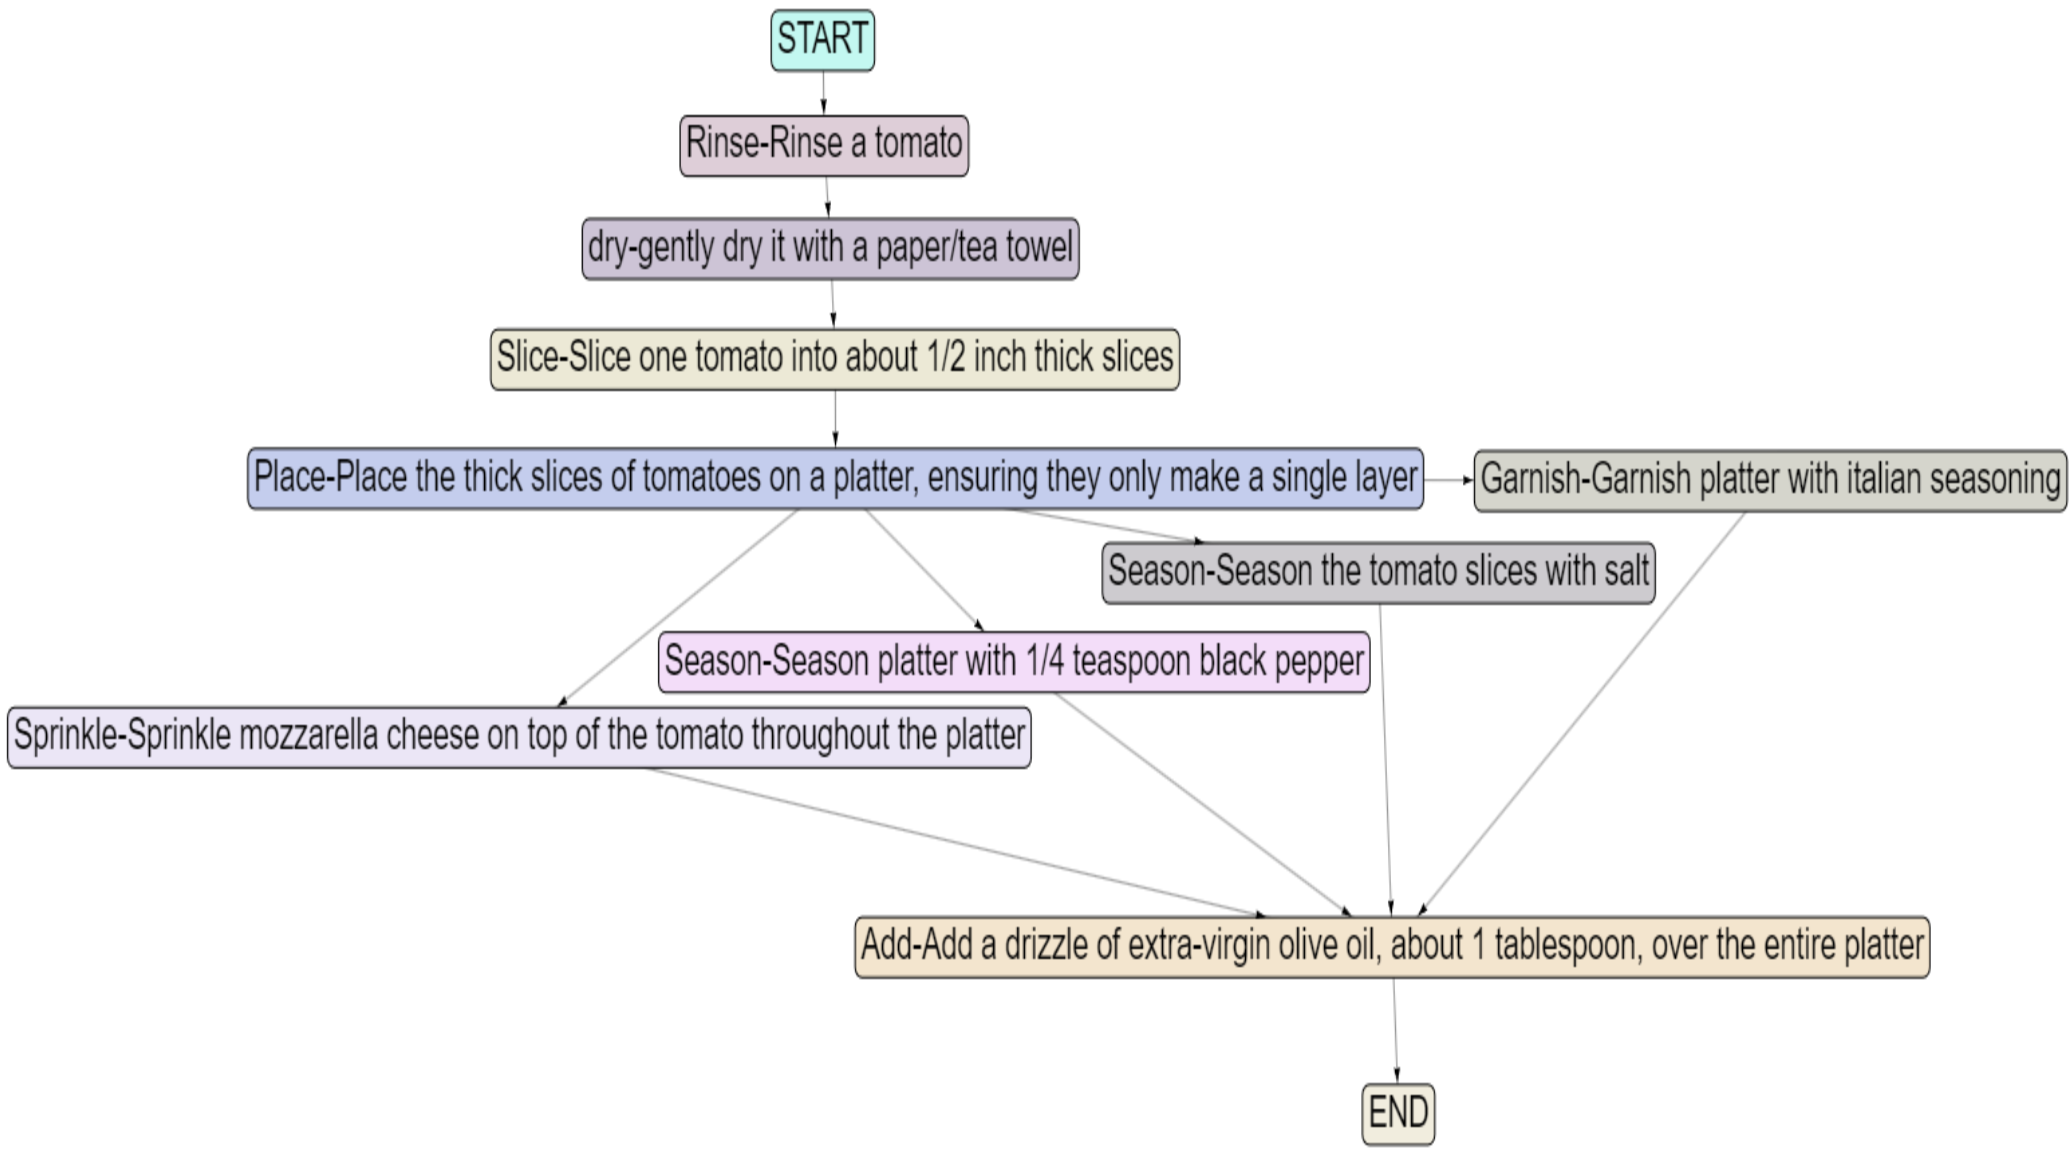 START
Rinse-Rinse a tomato
dry-gently dry it with a paper/tea towel
Slice-Slice one tomato into about 1/2 inch thick slices
Place-Place the thick slices of tomatoes on a platter, ensuring they only make a single layer
Garnish-Garnish platter with italian seasoning
Season-Season the tomato slices with salt
Season-Season platter with 1/4 teaspoon black pepper
Sprinkle-Sprinkle mozzarella cheese on top of the tomato throughout the platter
Add-Add a drizzle of extra-virgin olive oil, about 1 tablespoon, over the entire platter
END